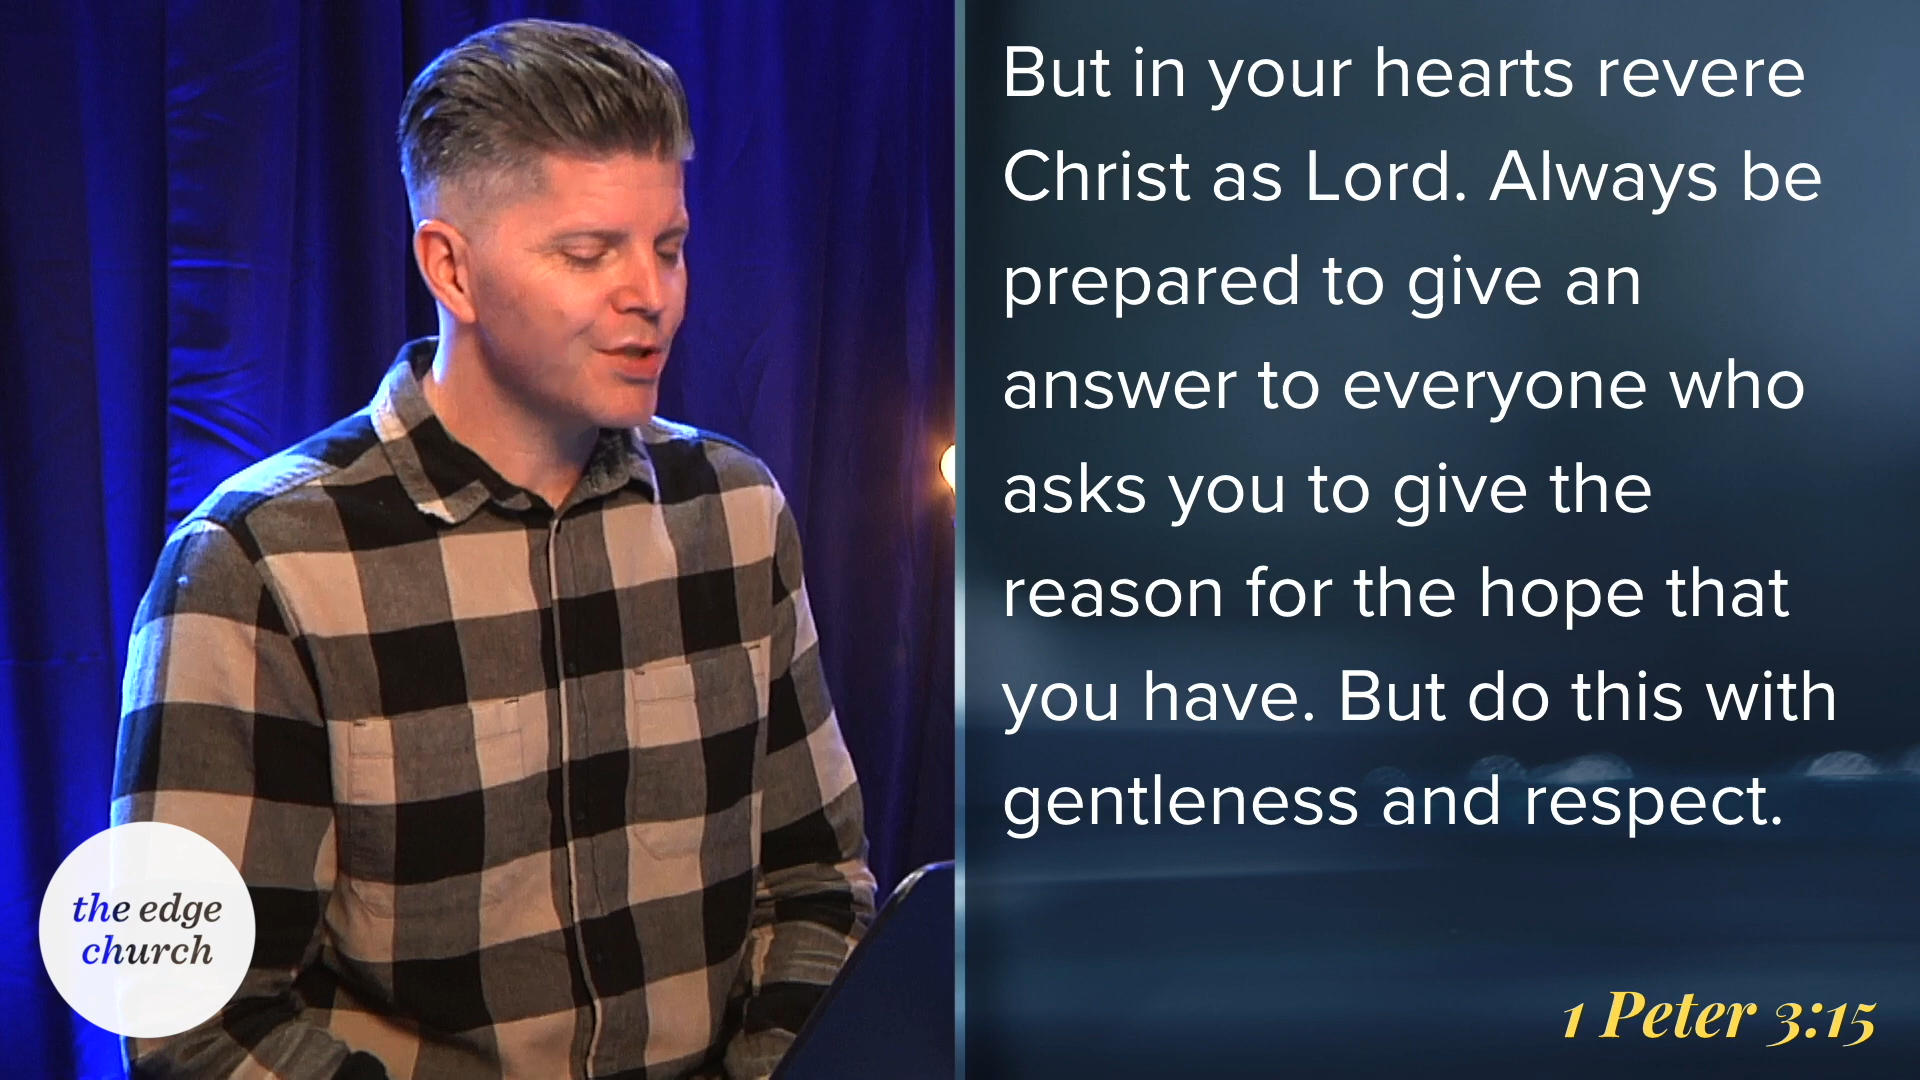 But in your hearts revere
Christ as Lord. Always be
prepared to give an
answer to everyone who
asks you to give the
reason for the hope that
you have. But do this with
gentleness and respect.
1 Peter 3:15
the edge
church